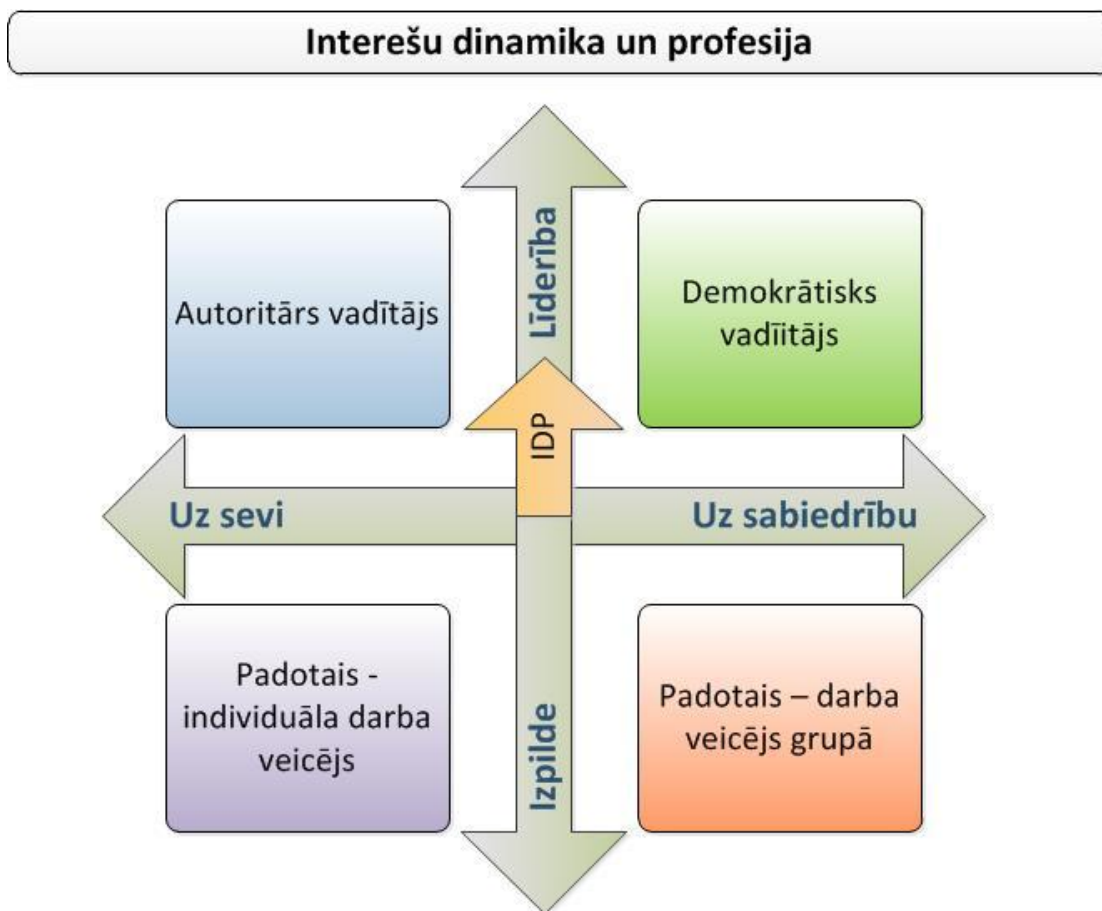 Interešu dinamika un profesija
Līderība
Autoritārs vadītājs
Demokrātisks
vadīitājs
IDP
Uz sevi
Uz sabiedrību
Padotais -
individuāla darba
veicējs
Izpilde
Padotais – darba
veicējs grupā